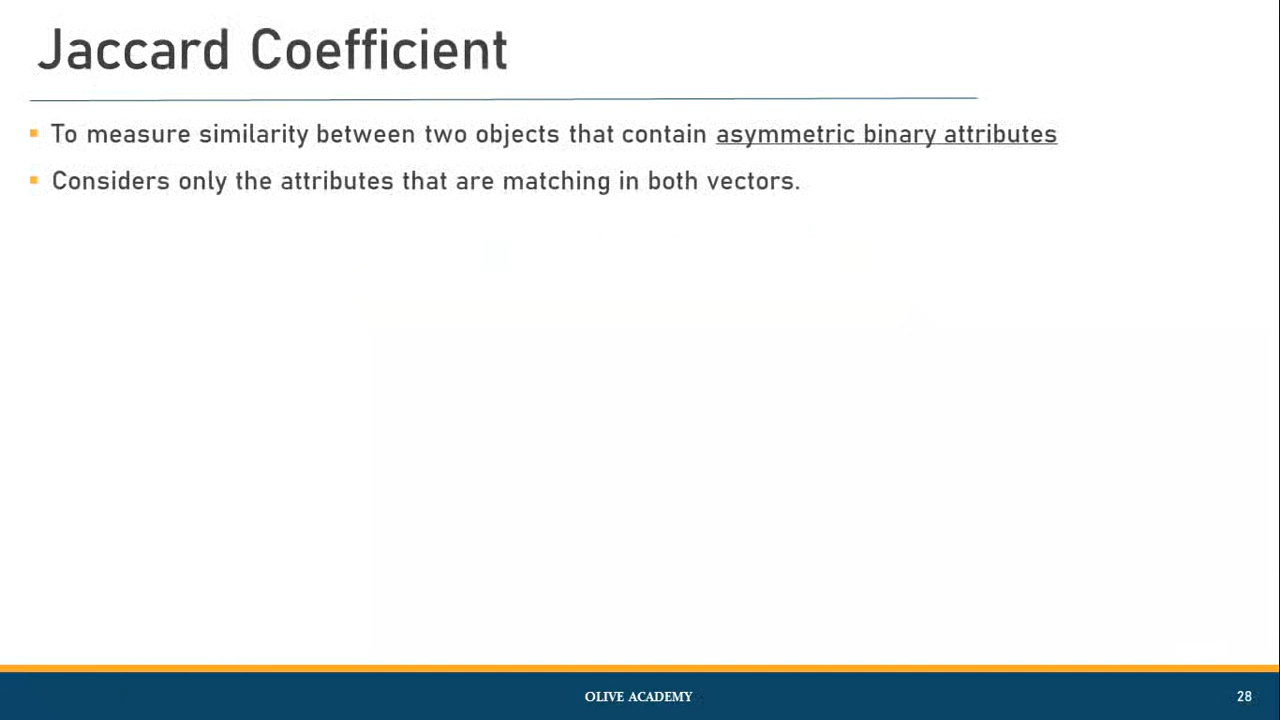 Jaccard Coefficient
▪ To measure similarity between two objects that contain asymmetric binary attributes
▪ Considers only the attributes that are matching in both vectors.
OLIVE ACADEMY
28